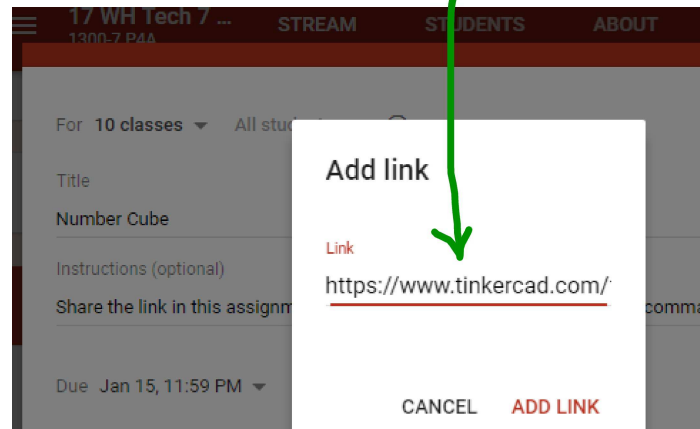 17 WH Tech 7 ...
STREAM STUDENTS ABOUT
1300-7 P4A
For 10 classes All
Add link
Title
Number Cube
Link
Instructions (optional)
https://www.tinkercad.com/
Share the link in this
Due Jan 15, 11:59 PM
CANCEL ADD LINK